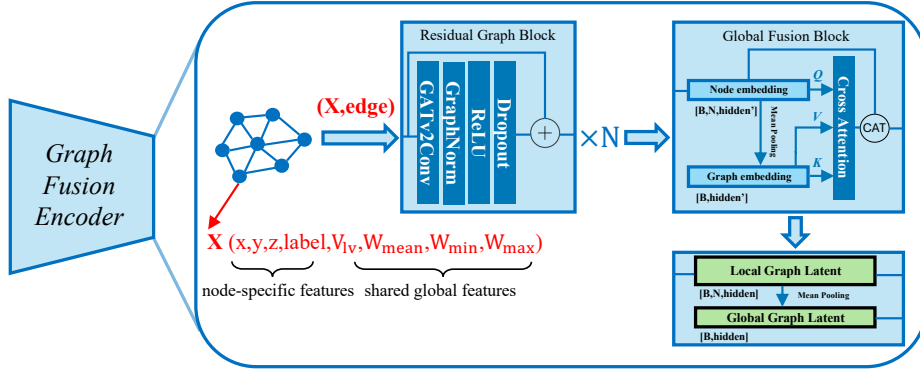 Graph
Fusion
Encoder
(X,edge)
X (x,y,z,label,V_lv,W_mean,W_min,W_max)
node-specific features
shared global features
Residual Graph Block
GATv2Conv
GraphNorm
ReLU
Dropout
+
×N
Global Fusion Block
Node embedding
[B,N,hidden']
Mean Pooling
Graph embedding
[B,hidden']
Q
V
K
Cross Attention
CAT
Local Graph Latent
[B,N,hidden]
Mean Pooling
Global Graph Latent
[B,hidden]